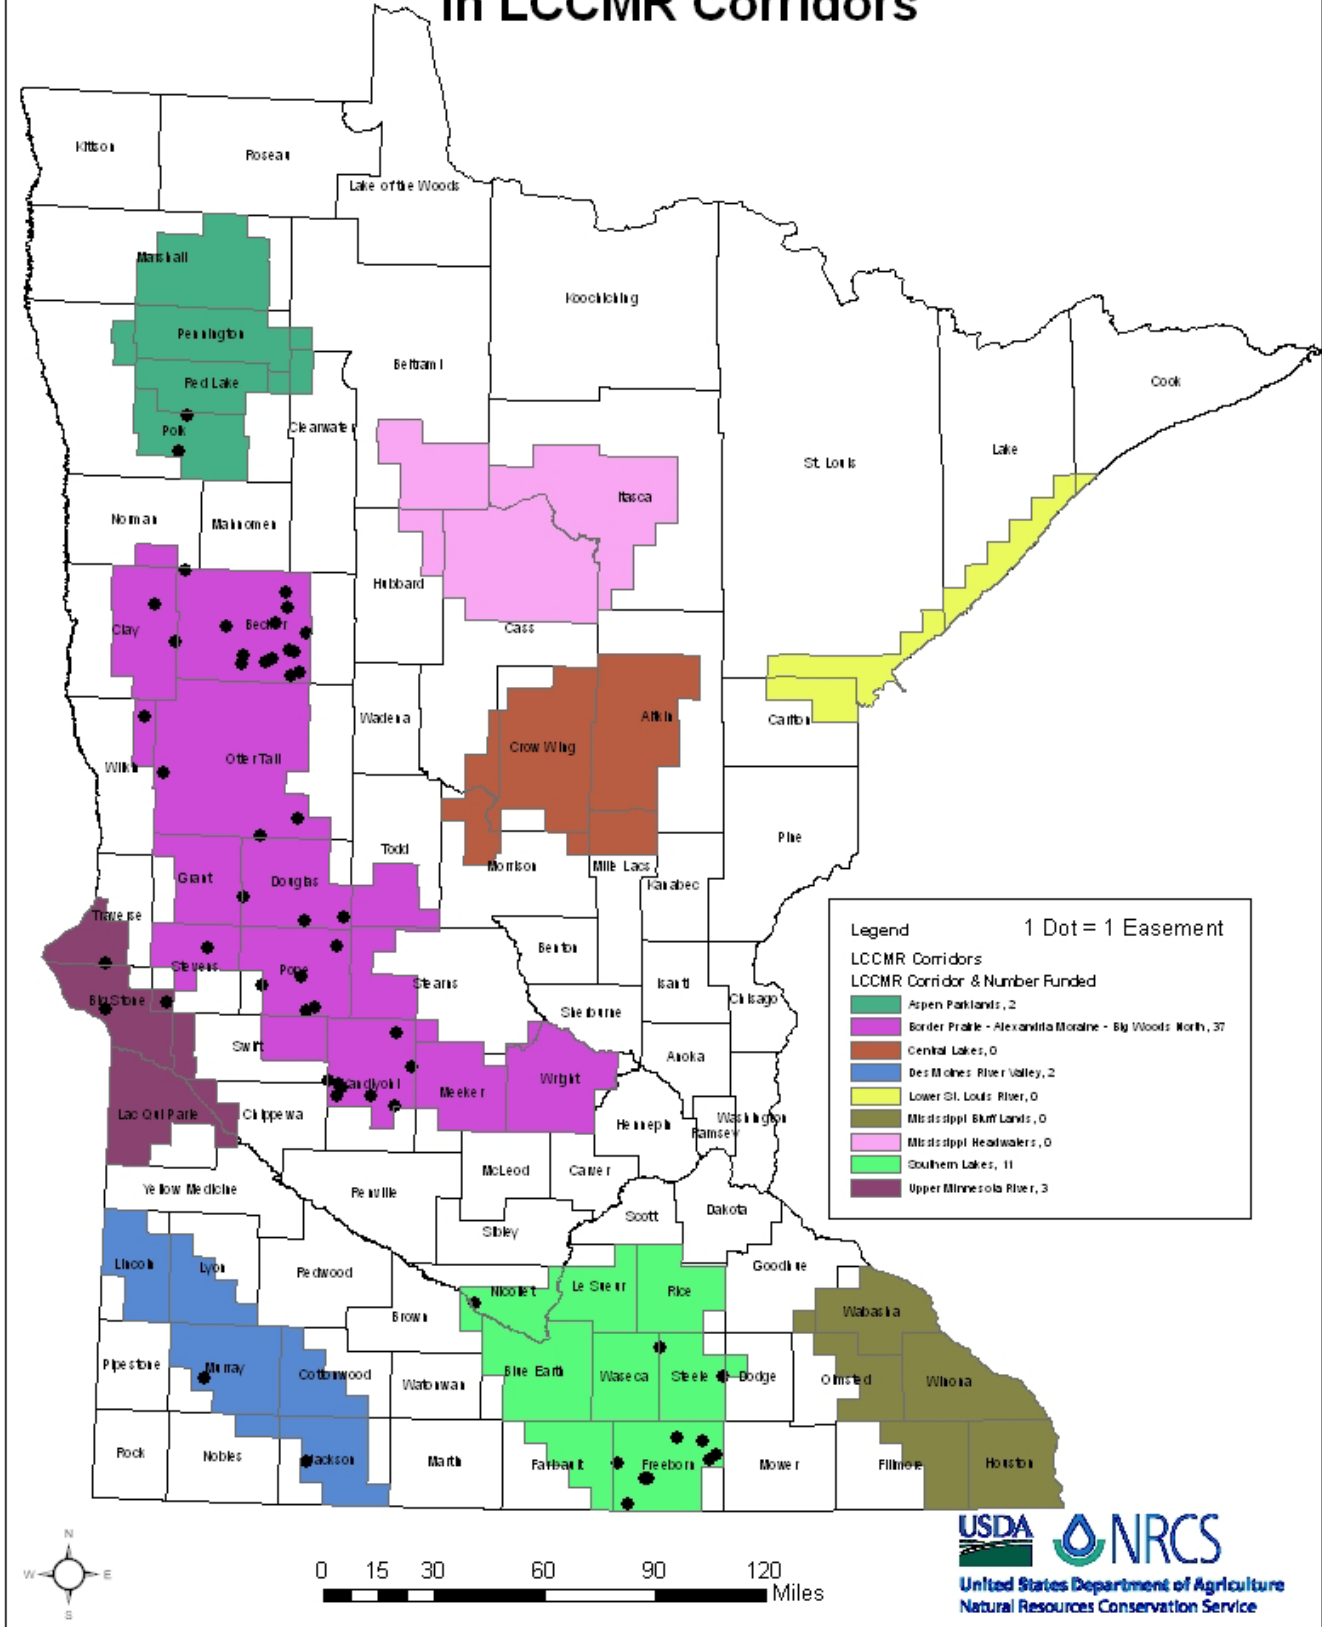 in LCCMR Corridors
Kittson
Roseau
Lake of the Woods
Marshall
Koochiching
Pennington
Beltrami
Red Lake
Cook
Polk
Clearwater
Lake
St. Louis
Itasca
Norman
Mahnomen
Hubbard
Clay
Becker
Cass
Wadena
Aitkin
Carlton
Crow Wing
Otter Tail
Wilkin
Pine
Todd
Morrison
Mille Lacs
Grant
Douglas
Kanabec
Traverse
Benton
Stevens
Pope
Stearns
Isanti
Chisago
Big Stone
Sherburne
Swift
Anoka
Kandiyohi
Meeker
Wright
Lac Qui Parle
Chippewa
Hennepin
Washington
Ramsey
McLeod
Carver
Yellow Medicine
Renville
Scott
Dakota
Sibley
Lincoln
Lyon
Redwood
Goodhue
Nicollet
Le Sueur
Rice
Brown
Wabasha
Pipestone
Murray
Cottonwood
Watonwan
Blue Earth
Waseca
Steele
Dodge
Olmsted
Winona
Rock
Nobles
Jackson
Martin
Faribault
Freeborn
Mower
Fillmore
Houston
Legend
1 Dot = 1 Easement
LCCMR Corridors
LCCMR Corridor & Number Funded
Aspen Parklands, 2
Border Prairie - Alexandria Moraine - Big Woods North, 37
Central Lakes, 0
Des Moines River Valley, 2
Lower St. Louis River, 0
Mississippi Bluff Lands, 0
Mississippi Headwaters, 0
Southern Lakes, 11
Upper Minnesota River, 3
N
W
E
S
0 15 30 60 90 120
Miles
USDA
NRCS
United States Department of Agriculture
Natural Resources Conservation Service